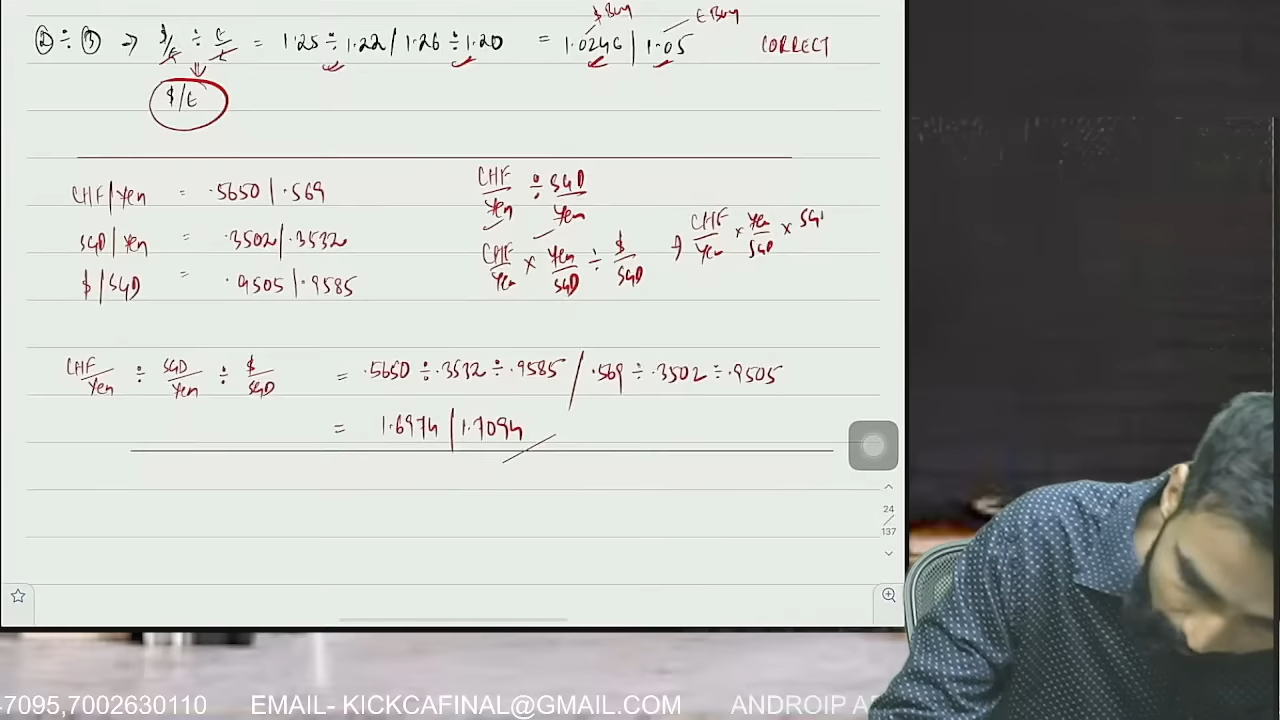 $ Buy
€ Buy
② ÷ ③ ⇒ $/€ ÷ £/€ = 1.25 ÷ 1.22 / 1.26 ÷ 1.20 = 1.0246 | 1.05 CORRECT
$/£
CHF/Yen = .5650 | .569
CHF/Yen ÷ SGD/Yen
SGD/Yen = .3502 | .3532
CHF/Yen × Yen/SGD ÷ $/SGD
⇒ CHF/Yen × Yen/SGD × SG
$/SGD = .9505 | .9585
CHF/Yen ÷ SGD/Yen ÷ $/SGD = .5650 ÷ .3532 ÷ .9585 / .569 ÷ .3502 ÷ .9505
= 1.6974 | 1.7094
24
137
-7095,7002630110 EMAIL- KICKCAFINAL@GMAIL.COM ANDROIP A